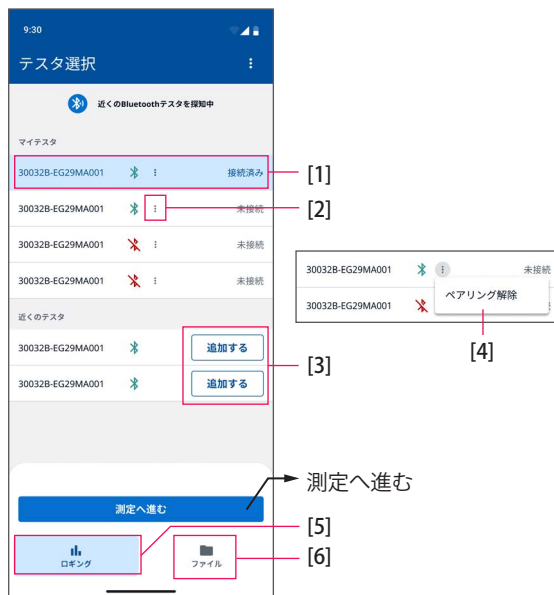 9:30
テスタ選択
近くのBluetoothテスタを探知中
マイテスタ
30032B-EG29MA001 接続済み
[1]
30032B-EG29MA001 未接続
[2]
30032B-EG29MA001 未接続
30032B-EG29MA001 未接続
近くのテスタ
30032B-EG29MA001 追加する
[3]
30032B-EG29MA001 追加する
30032B-EG29MA001 未接続
ペアリング解除
30032B-EG29MA001
[4]
測定へ進む
測定へ進む
[5]
ロギング
ファイル
[6]